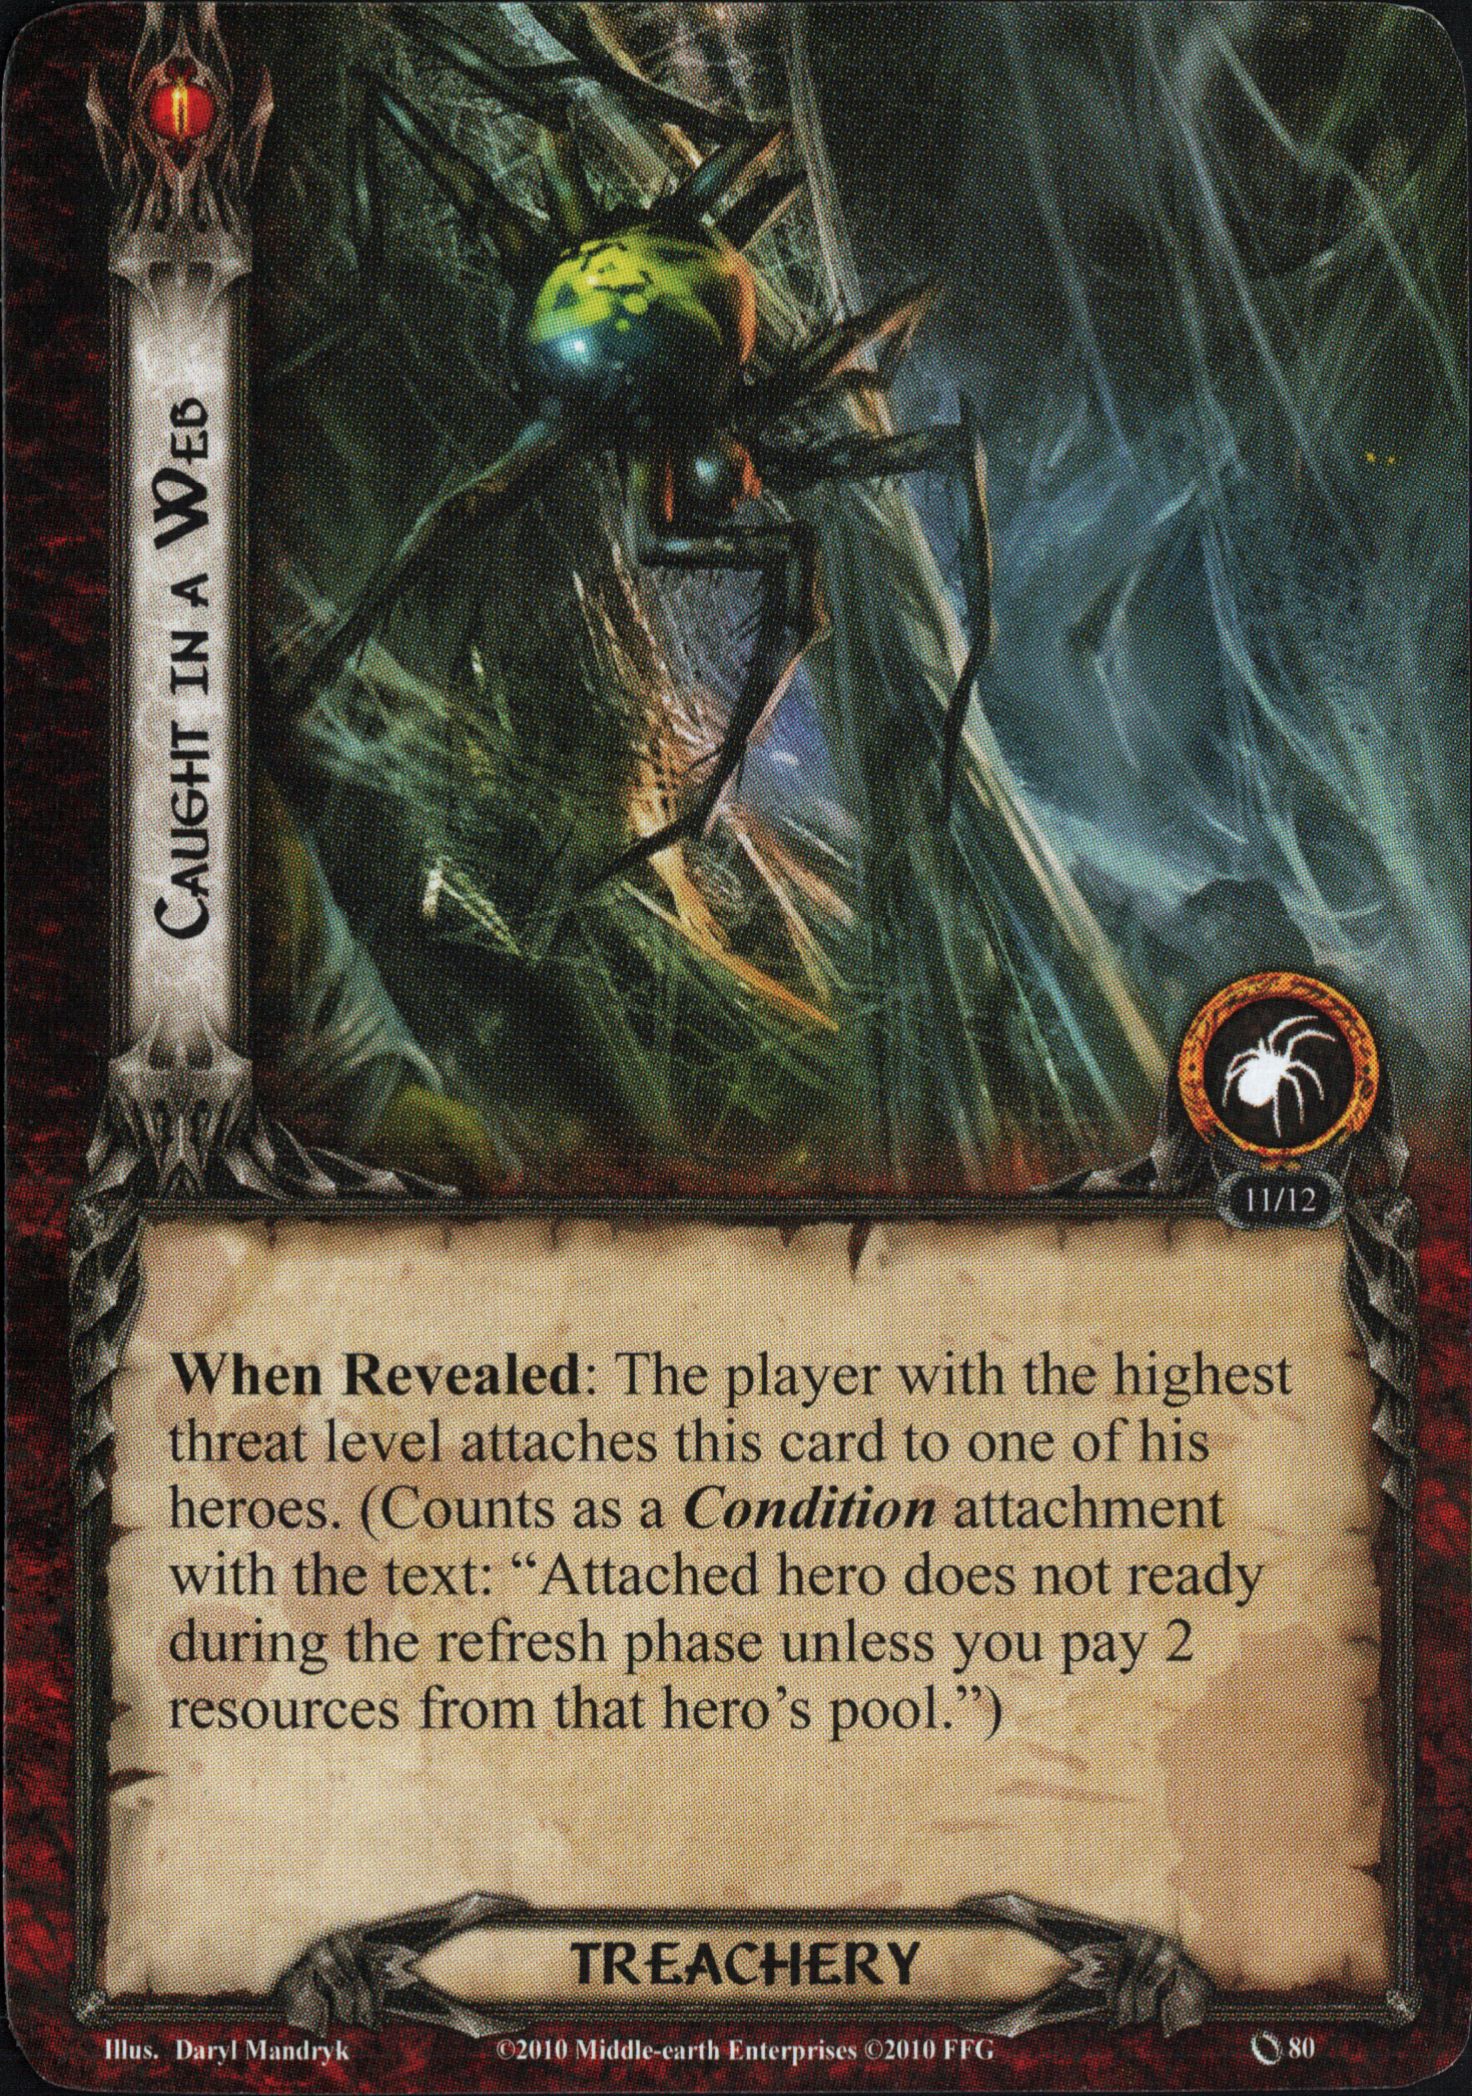 Caught in a Web
11/12
When Revealed: The player with the highest
threat level attaches this card to one of his
heroes. (Counts as a Condition attachment
with the text: “Attached hero does not ready
during the refresh phase unless you pay 2
resources from that hero’s pool.”)
TREACHERY
Illus. Daryl Mandryk
©2010 Middle-earth Enterprises ©2010 FFG
80